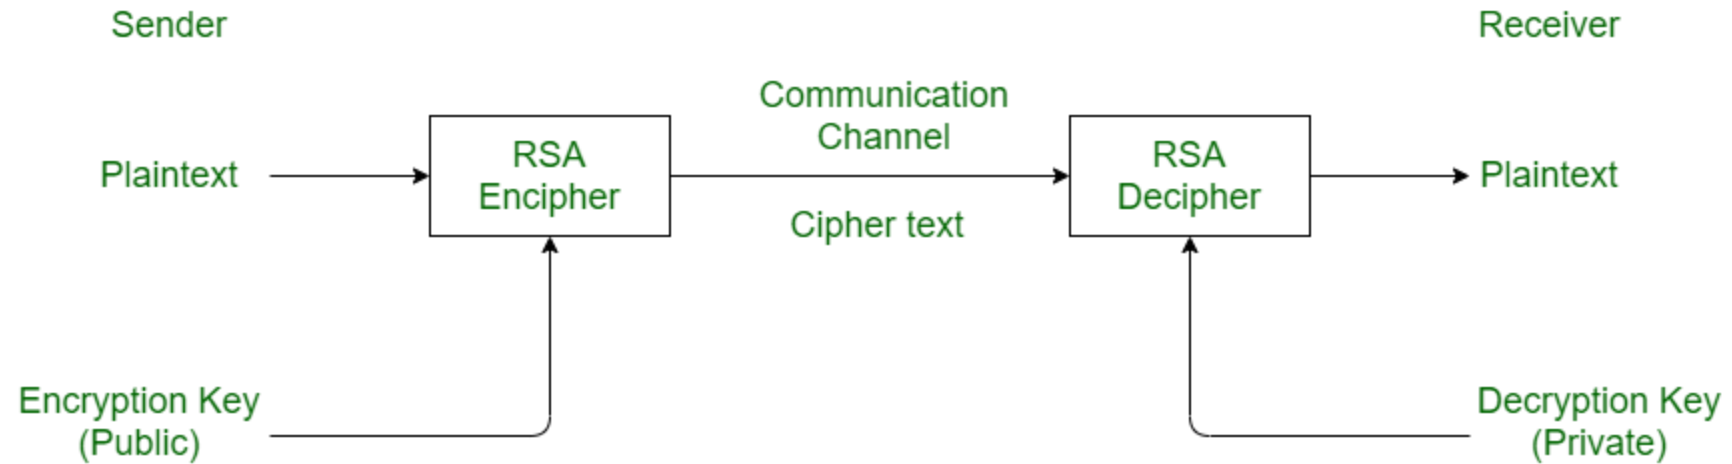 Sender
Receiver
Communication
Channel
Plaintext
RSA
Encipher
RSA
Decipher
Plaintext
Cipher text
Encryption Key
(Public)
Decryption Key
(Private)